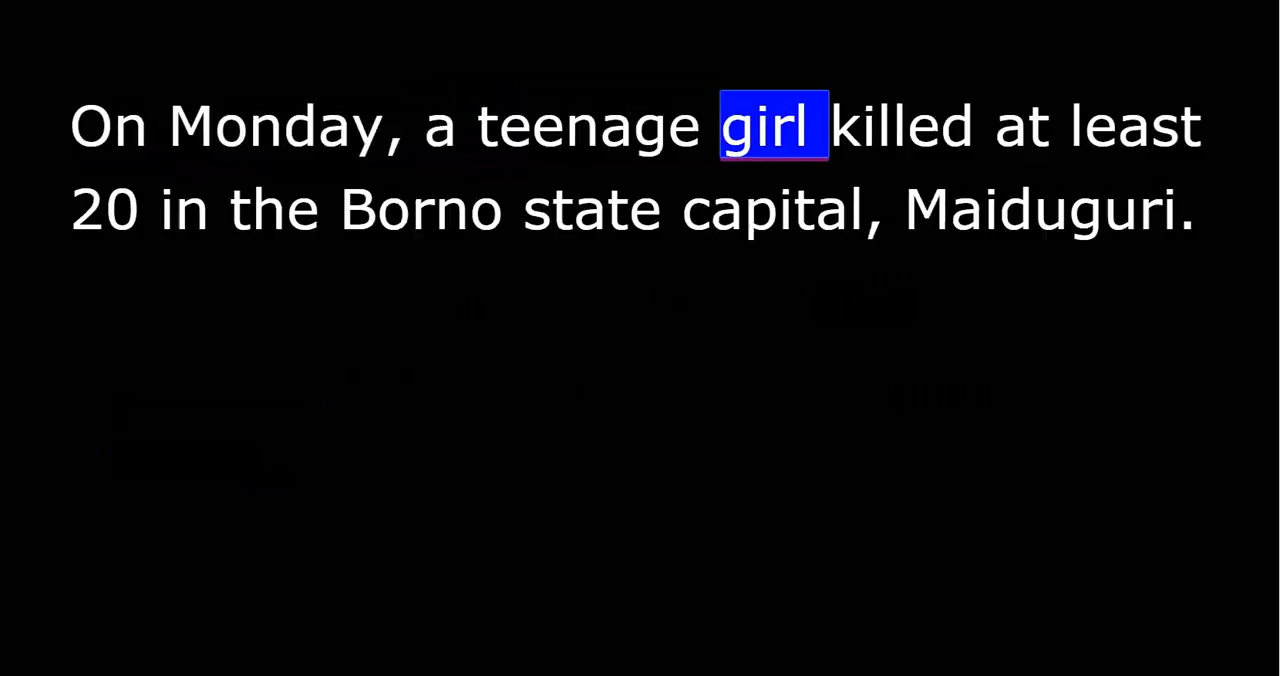 On Monday, a teenage girl killed at least
20 in the Borno state capital, Maiduguri.